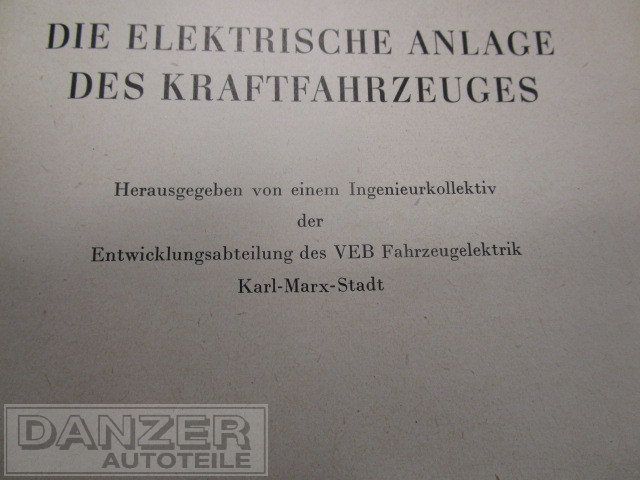 DIE ELEKTRISCHE ANLAGE
DES KRAFTFAHRZEUGES
Herausgegeben von einem Ingenieurkollektiv
der
Entwicklungsabteilung des VEB Fahrzeugelektrik
Karl-Marx-Stadt
DANZER
AUTOTEILE